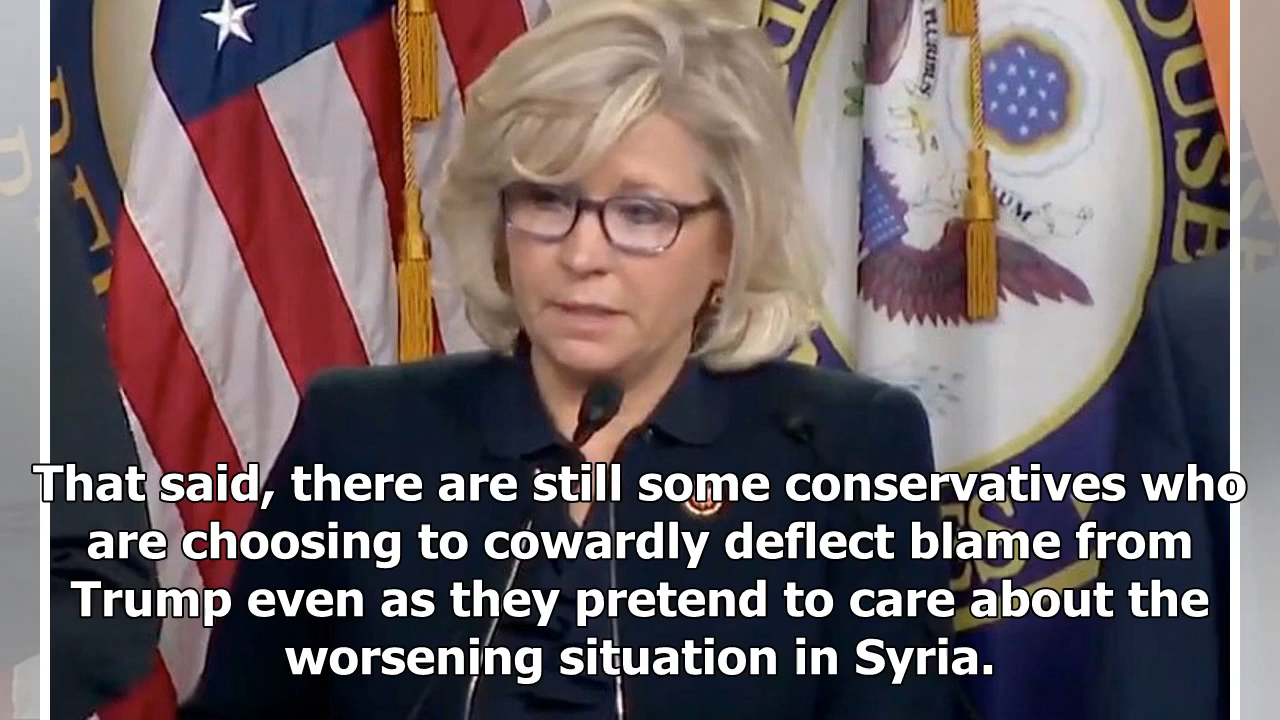 That said, there are still some conservatives who
are choosing to cowardly deflect blame from
Trump even as they pretend to care about the
worsening situation in Syria.